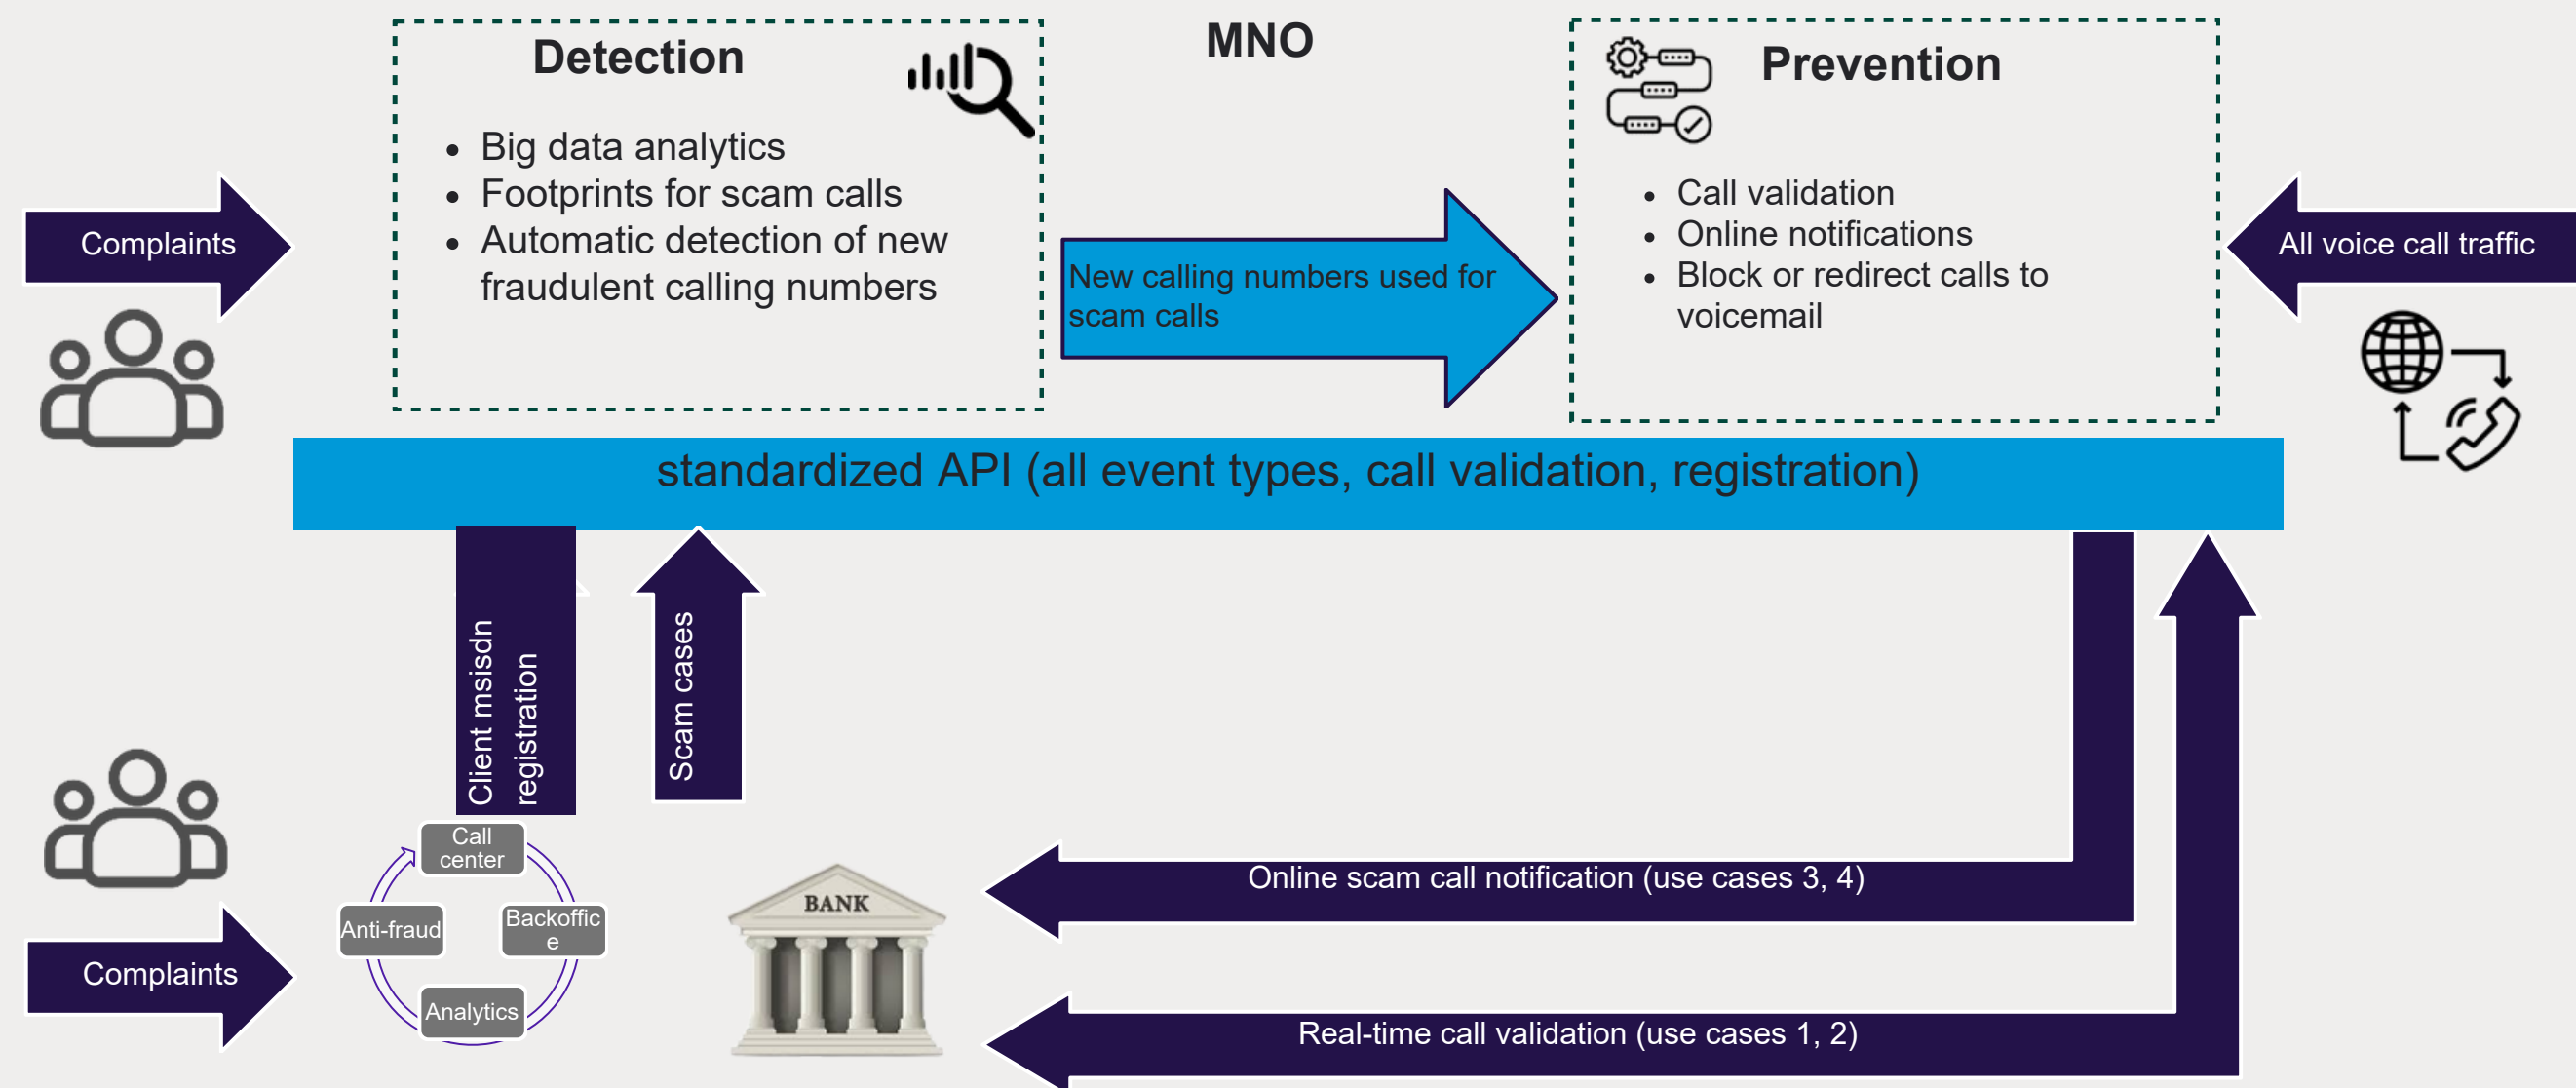 Detection
MNO
Prevention
• Big data analytics
• Footprints for scam calls
• Automatic detection of new
fraudulent calling numbers
Complaints
New calling numbers used for
scam calls
• Call validation
• Online notifications
• Block or redirect calls to
voicemail
All voice call traffic
standardized API (all event types, call validation, registration)
Client msisdn
registration
Scam cases
Call
center
Anti-fraud
Backoffic
e
Analytics
Complaints
BANK
Online scam call notification (use cases 3, 4)
Real-time call validation (use cases 1, 2)